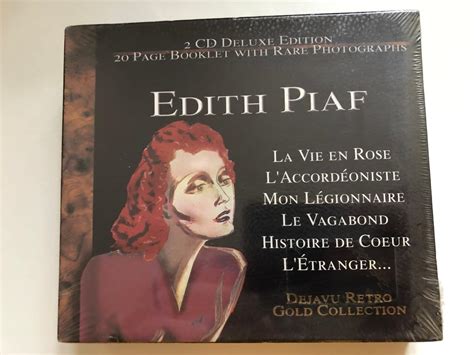 2 CD Deluxe Edition
20 Page Booklet with Rare Photographs
Edith Piaf
La Vie en Rose
L'Accordéoniste
Mon Légionnaire
Le Vagabond
Histoire de Coeur
L'Étranger...
Dejavu Retro
Gold Collection